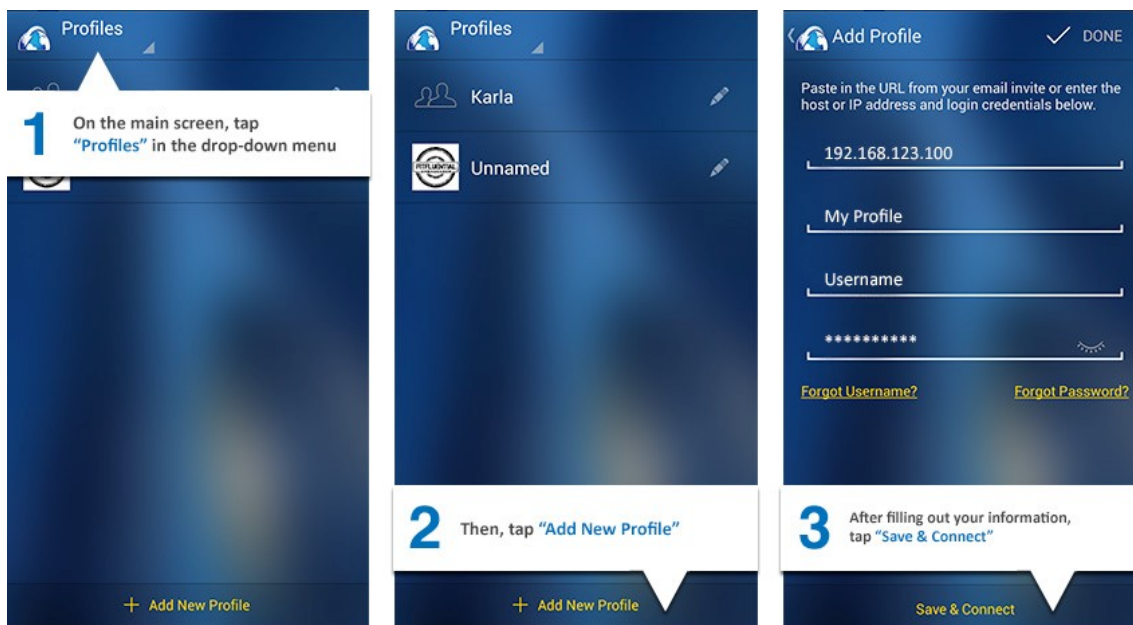 Profiles
1
On the main screen, tap
“Profiles” in the drop-down menu
+ Add New Profile
Profiles
Karla
FITFLUENTIAL
Unnamed
2
Then, tap “Add New Profile”
+ Add New Profile
Add Profile
DONE
Paste in the URL from your email invite or enter the
host or IP address and login credentials below.
192.168.123.100
My Profile
Username
**********
Forgot Username?
Forgot Password?
3
After filling out your information,
tap “Save & Connect”
Save & Connect